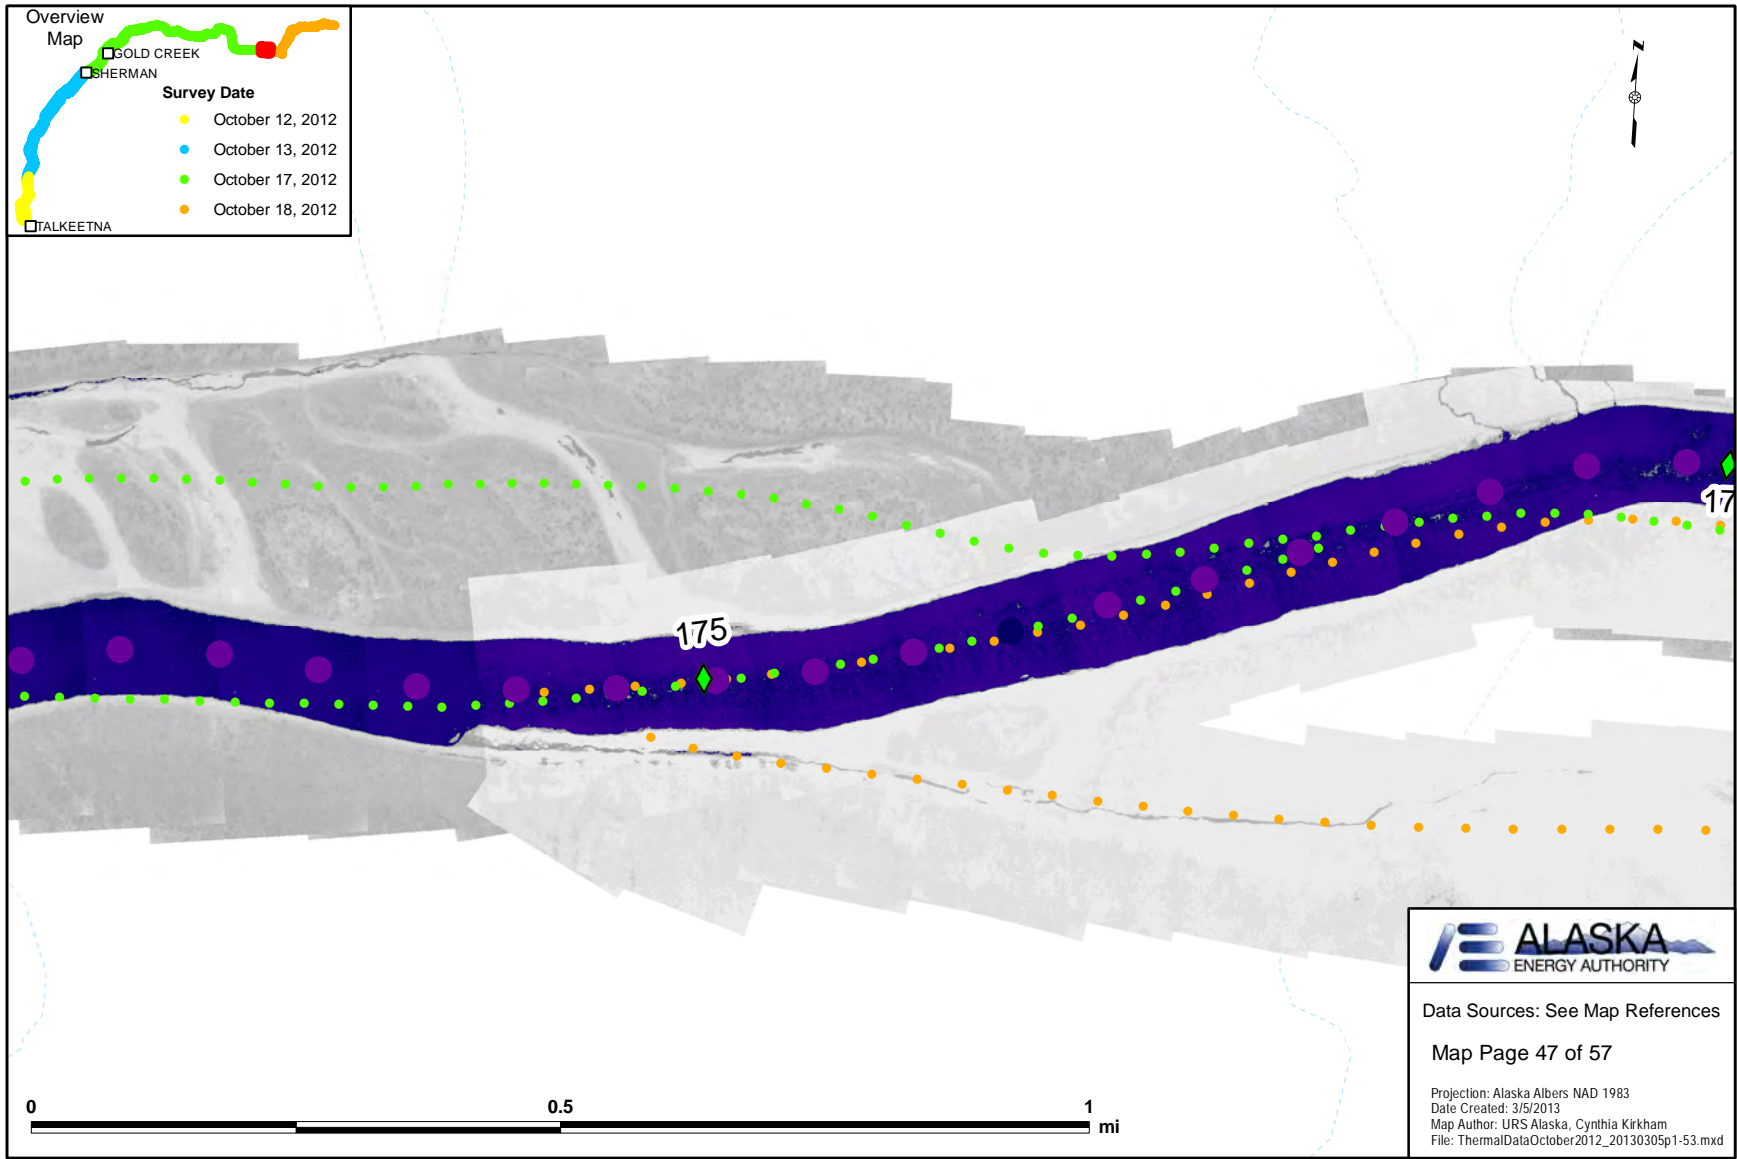 Overview
Map
GOLD CREEK
SHERMAN
Survey Date
October 12, 2012
October 13, 2012
October 17, 2012
October 18, 2012
TALKEETNA
N
17
175
ALASKA
ENERGY AUTHORITY
Data Sources: See Map References
Map Page 47 of 57
Projection: Alaska Albers NAD 1983
Date Created: 3/5/2013
Map Author: URS Alaska, Cynthia Kirkham
File: ThermalDataOctober2012_20130305p1-53.mxd
0 0.5 1
mi